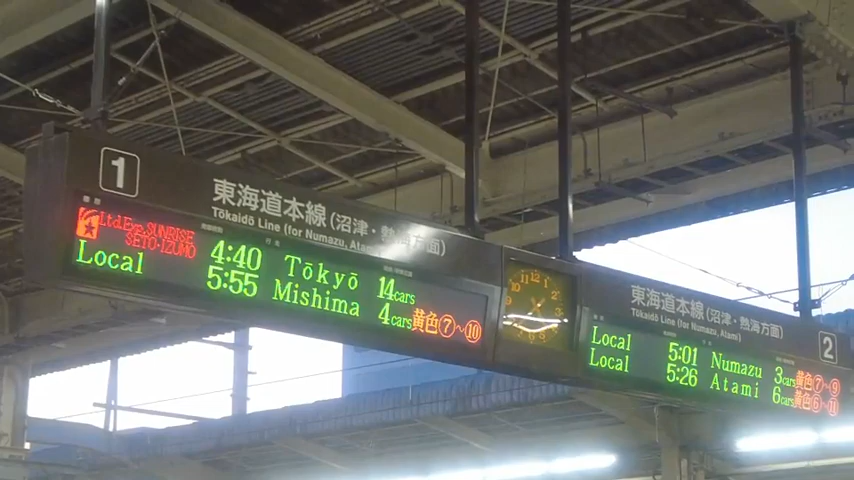 1
東海道本線(沼津・熱海方面)
Tōkaidō Line (for Numazu, Atami)
Ltd.Exp.SUNRISE
SETO・IZUMO
4:40 Tōkyō 14cars
Local 5:55 Mishima 4cars 黄色⑦~⑩
2
東海道本線(沼津・熱海方面)
Tōkaidō Line (for Numazu, Atami)
Local 5:01 Numazu 3cars 黄色⑦~⑨
Local 5:26 Atami 6cars 黄色⑥~⑪